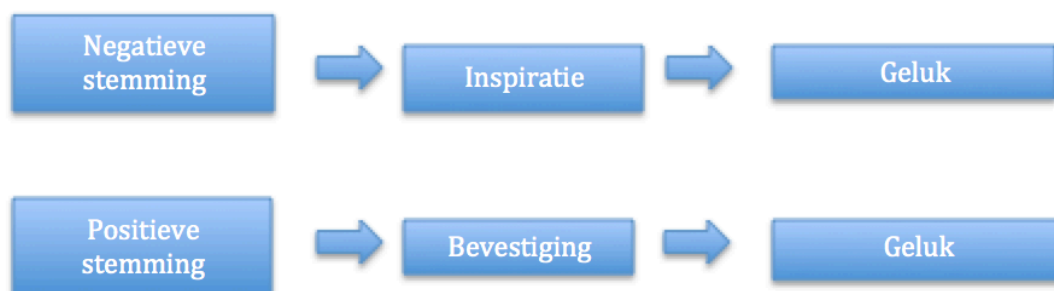 Negatieve
stemming
Inspiratie
Geluk
Positieve
stemming
Bevestiging
Geluk